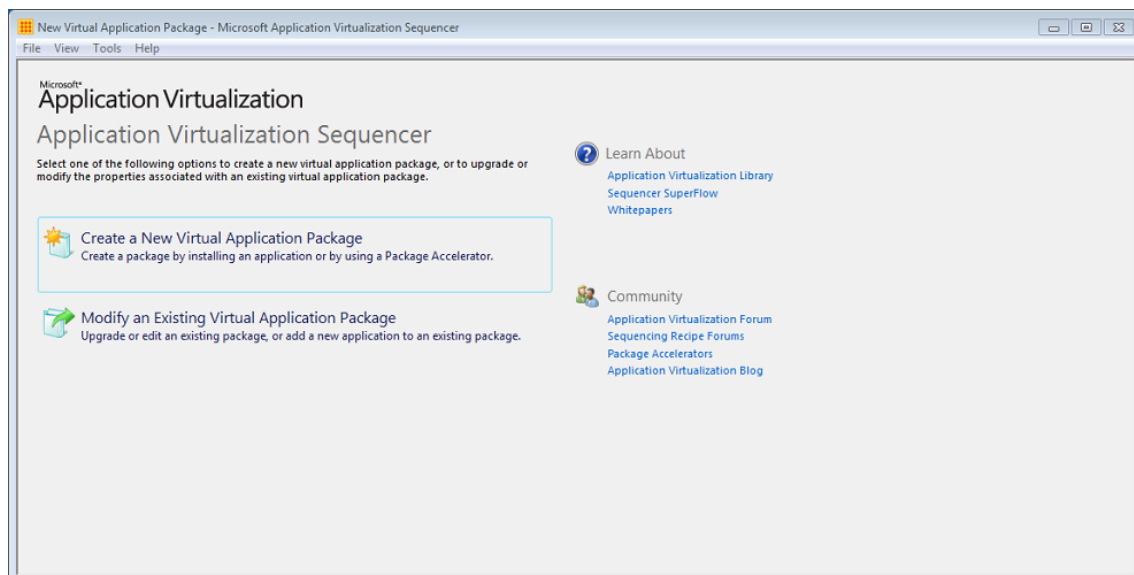 New Virtual Application Package - Microsoft Application Virtualization Sequencer
File View Tools Help
Microsoft®
Application Virtualization
Application Virtualization Sequencer
Select one of the following options to create a new virtual application package, or to upgrade or
modify the properties associated with an existing virtual application package.
Create a New Virtual Application Package
Create a package by installing an application or by using a Package Accelerator.
Modify an Existing Virtual Application Package
Upgrade or edit an existing package, or add a new application to an existing package.
Learn About
Application Virtualization Library
Sequencer SuperFlow
Whitepapers
Community
Application Virtualization Forum
Sequencing Recipe Forums
Package Accelerators
Application Virtualization Blog